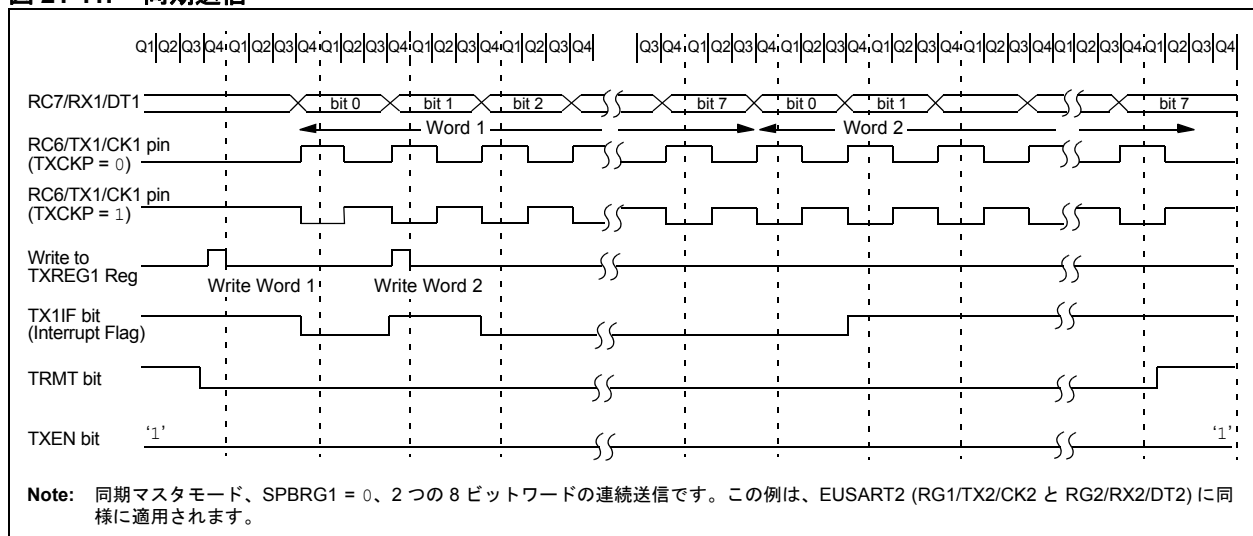 Q1 Q2 Q3 Q4 Q1 Q2 Q3 Q4 Q1 Q2 Q3 Q4 Q1 Q2 Q3 Q4 Q1 Q2 Q3 Q4 Q3 Q4 Q1 Q2 Q3 Q4 Q1 Q2 Q3 Q4 Q1 Q2 Q3 Q4 Q1 Q2 Q3 Q4 Q1 Q2 Q3 Q4 Q1 Q2 Q3 Q4
RC7/RX1/DT1 bit 0 bit 1 bit 2 bit 7 bit 0 bit 1 bit 7
Word 1 Word 2
RC6/TX1/CK1 pin
(TXCKP = 0)
RC6/TX1/CK1 pin
(TXCKP = 1)
Write to
TXREG1 Reg
Write Word 1 Write Word 2
TX1IF bit
(Interrupt Flag)
TRMT bit
TXEN bit '1' '1'
Note: 同期マスタモード、SPBRG1 = 0、2 つの 8 ビットワードの連続送信です。この例は、EUSART2 (RG1/TX2/CK2 と RG2/RX2/DT2) に同
様に適用されます。